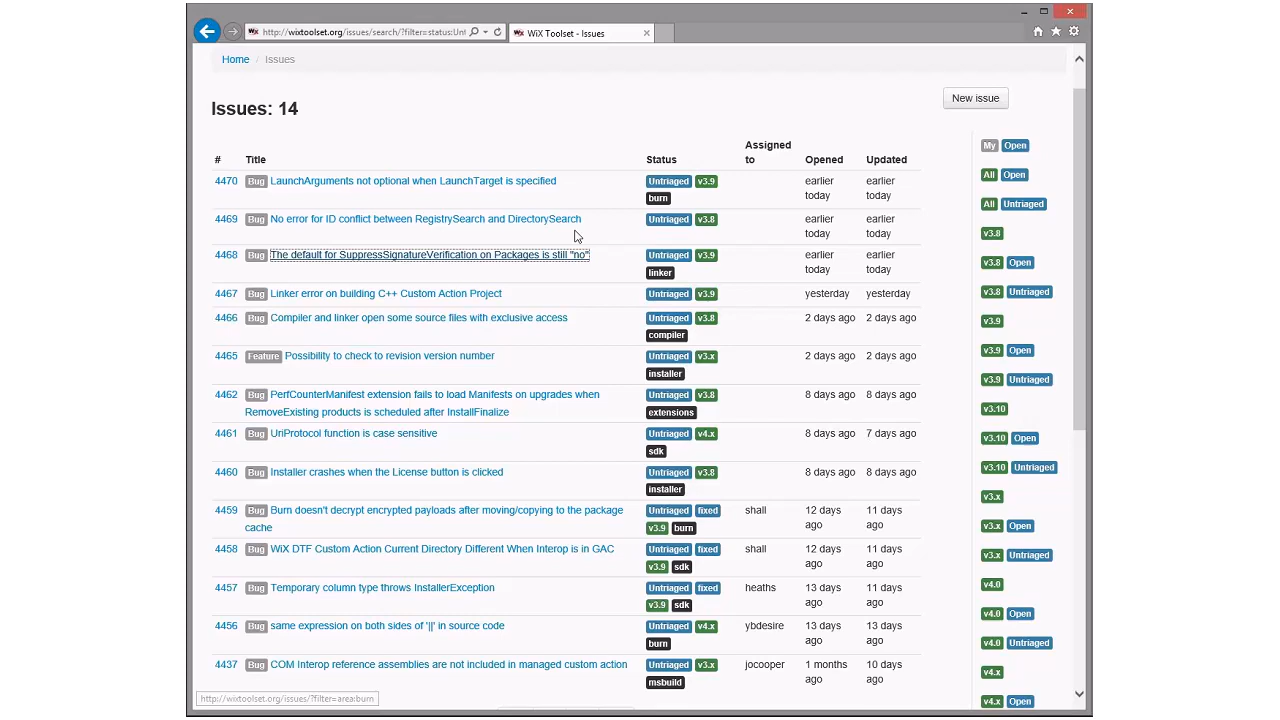 http://wixtoolset.org/issues/search/?filter=status:Unt
WiX Toolset - Issues
Home / Issues
Issues: 14
New issue
# Title Status Assigned to Opened Updated
4470 Bug LaunchArguments not optional when LaunchTarget is specified Untriaged v3.9 earlier today earlier today
burn
4469 Bug No error for ID conflict between RegistrySearch and DirectorySearch Untriaged v3.8 earlier today earlier today
4468 Bug The default for SuppressSignatureVerification on Packages is still "no" Untriaged v3.9 earlier today earlier today
linker
4467 Bug Linker error on building C++ Custom Action Project Untriaged v3.9 yesterday yesterday
4466 Bug Compiler and linker open some source files with exclusive access Untriaged v3.8 2 days ago 2 days ago
compiler
4465 Feature Possibility to check to revision version number Untriaged v3.x 2 days ago 2 days ago
installer
4462 Bug PerfCounterManifest extension fails to load Manifests on upgrades when Untriaged v3.8 8 days ago 8 days ago
RemoveExisting products is scheduled after InstallFinalize extensions
4461 Bug UriProtocol function is case sensitive Untriaged v4.x 8 days ago 7 days ago
sdk
4460 Bug Installer crashes when the License button is clicked Untriaged v3.8 8 days ago 8 days ago
installer
4459 Bug Burn doesn't decrypt encrypted payloads after moving/copying to the package Untriaged fixed shall 12 days 11 days
cache v3.9 burn ago ago
4458 Bug WiX DTF Custom Action Current Directory Different When Interop is in GAC Untriaged fixed shall 12 days 11 days
v3.9 sdk ago ago
4457 Bug Temporary column type throws InstallerException Untriaged fixed heaths 13 days 11 days
v3.9 sdk ago ago
4456 Bug same expression on both sides of '||' in source code Untriaged v4.x ybdesire 13 days 13 days
burn ago ago
4437 Bug COM Interop reference assemblies are not included in managed custom action Untriaged v3.x jocooper 1 months 10 days
msbuild ago ago
My Open
All Open
All Untriaged
v3.8
v3.8 Open
v3.8 Untriaged
v3.9
v3.9 Open
v3.9 Untriaged
v3.10
v3.10 Open
v3.10 Untriaged
v3.x
v3.x Open
v3.x Untriaged
v4.0
v4.0 Open
v4.0 Untriaged
v4.x
v4.x Open
http://wixtoolset.org/issues/?filter=area:burn